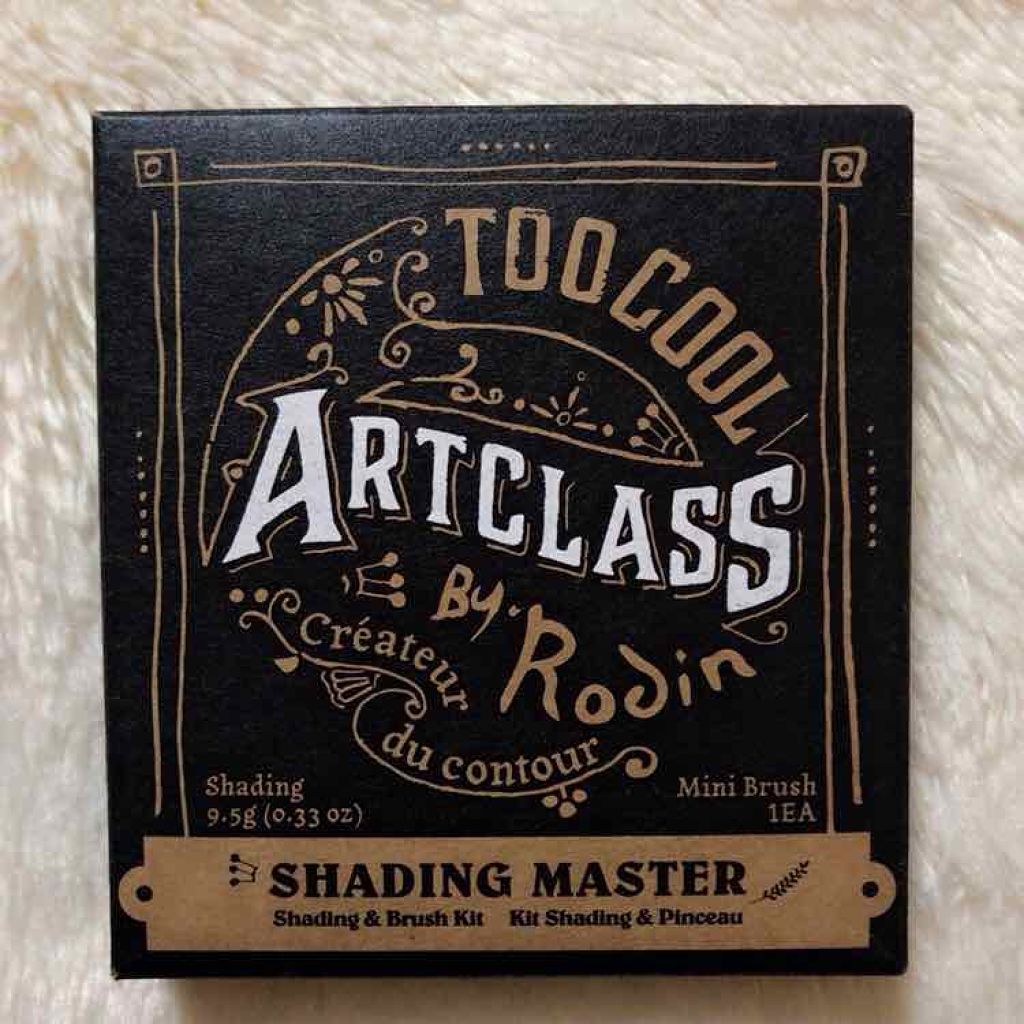 TOOCOOL
ARTCLASS
By. Rodin
Créateur
du contour
Shading
9.5g (0.33 oz)
Mini Brush
1EA
SHADING MASTER
Shading & Brush Kit Kit Shading & Pinceau